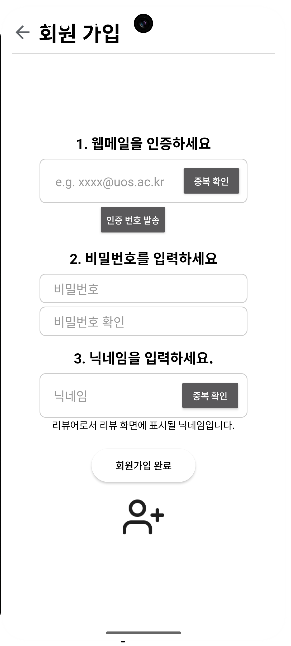 회원 가입
1. 웹메일을 인증하세요
e.g. xxxx@uos.ac.kr
중복 확인
인증 번호 발송
2. 비밀번호를 입력하세요
비밀번호
비밀번호 확인
3. 닉네임을 입력하세요.
닉네임
중복 확인
리뷰어로서 리뷰 화면에 표시될 닉네임입니다.
회원가입 완료